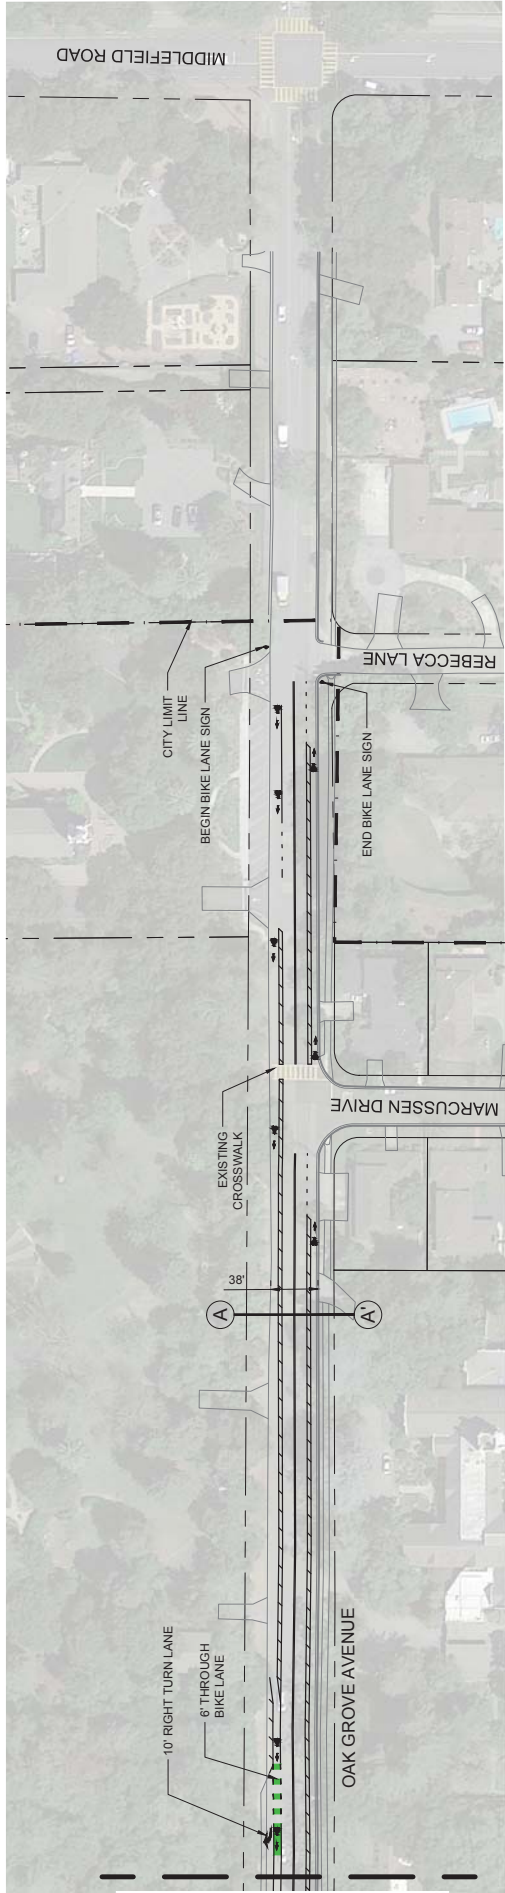 MIDDLEFIELD ROAD
CITY LIMIT
LINE
BEGIN BIKE LANE SIGN
REBECCA LANE
END BIKE LANE SIGN
EXISTING
CROSSWALK
MARCUSSEN DRIVE
38'
A
A'
10' RIGHT TURN LANE
6' THROUGH
BIKE LANE
OAK GROVE AVENUE